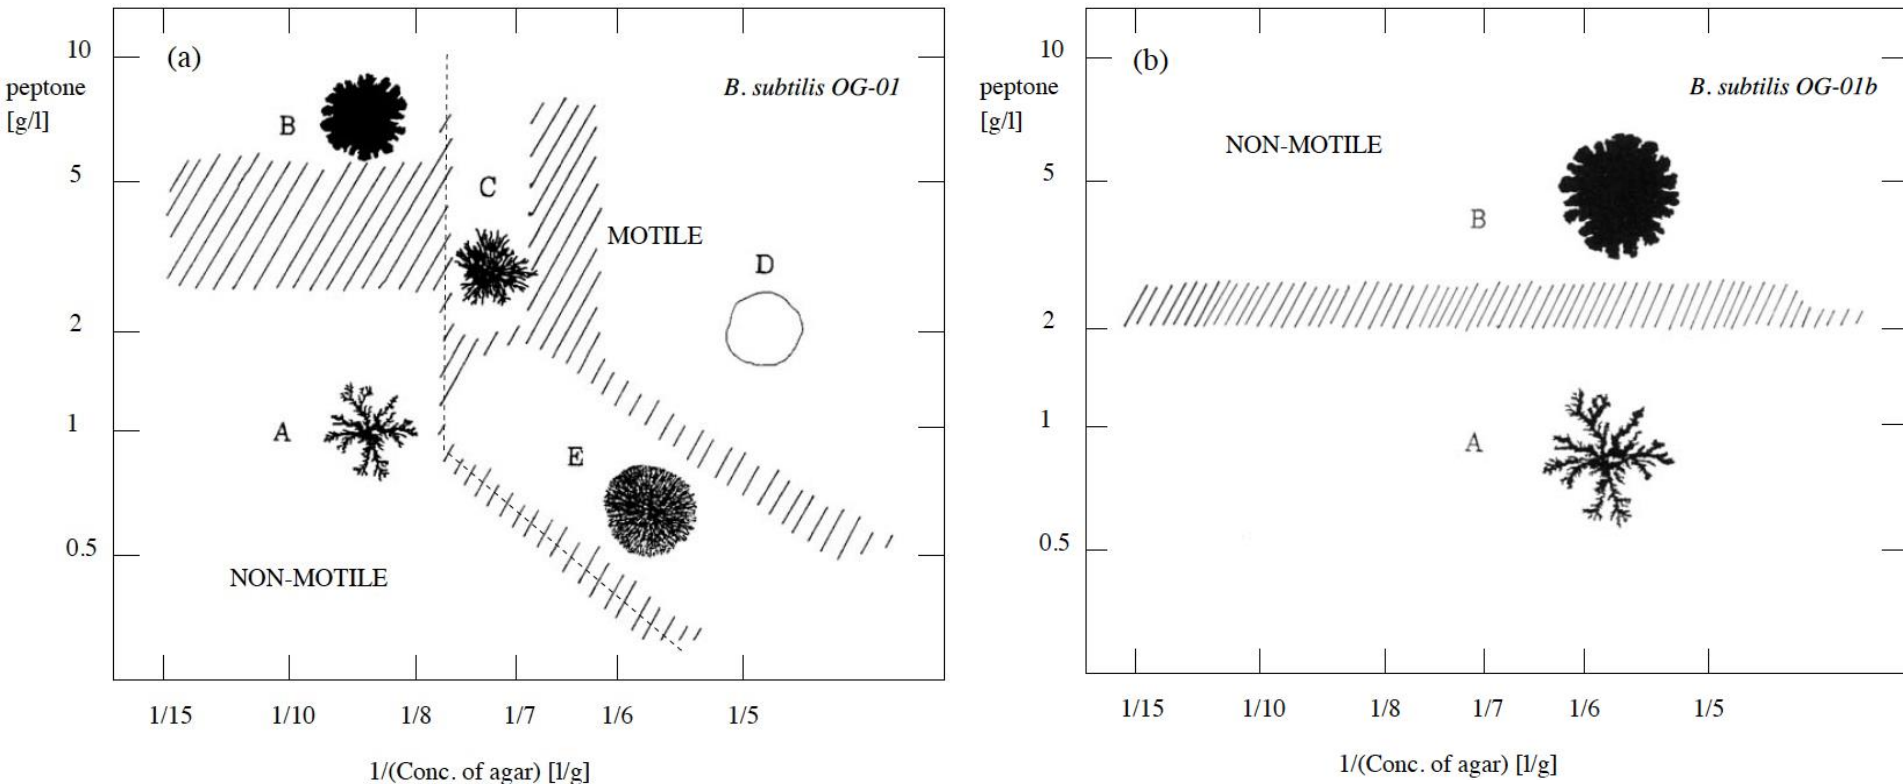 (a)
B. subtilis OG-01
10
peptone
[g/l]
5
2
1
0.5
B
C
MOTILE
D
A
E
NON-MOTILE
1/15 1/10 1/8 1/7 1/6 1/5
1/(Conc. of agar) [l/g]
(b)
B. subtilis OG-01b
10
peptone
[g/l]
5
2
1
0.5
NON-MOTILE
B
A
1/15 1/10 1/8 1/7 1/6 1/5
1/(Conc. of agar) [l/g]